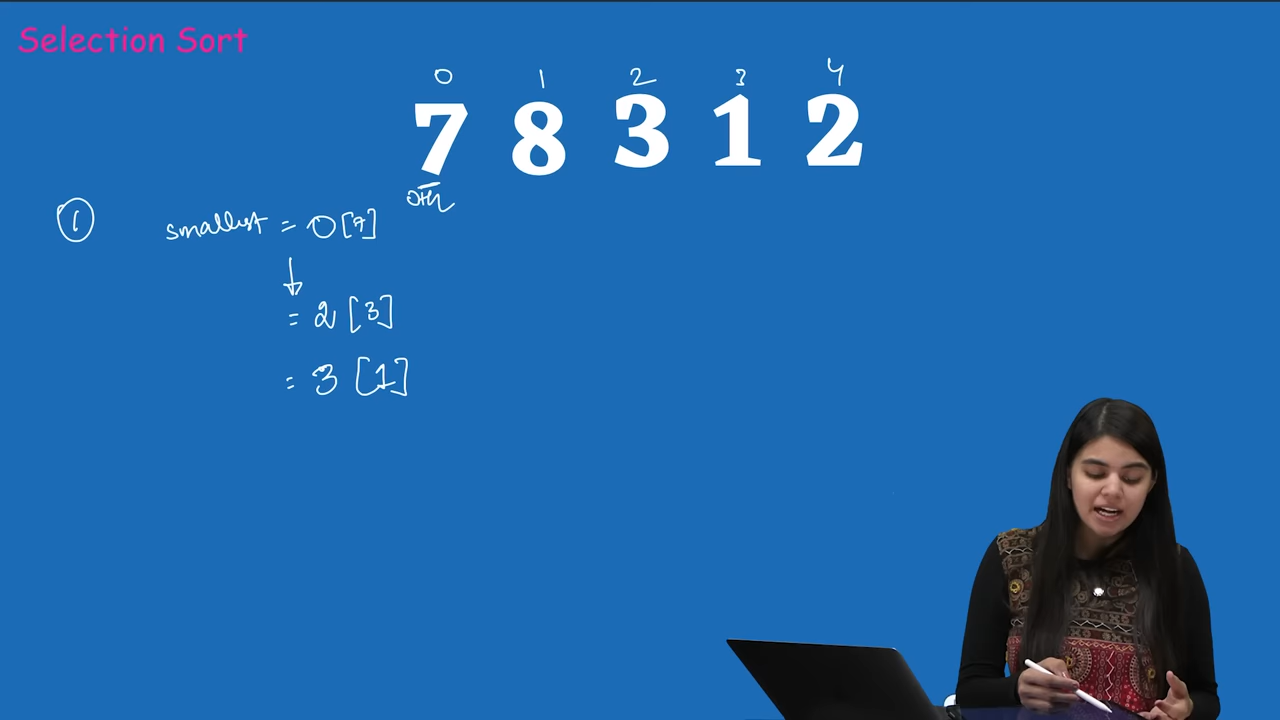 Selection Sort
0 1 2 3 4
7 8 3 1 2
0th
① smallest = 0[7]
↓
= 2 [3]
= 3 [1]